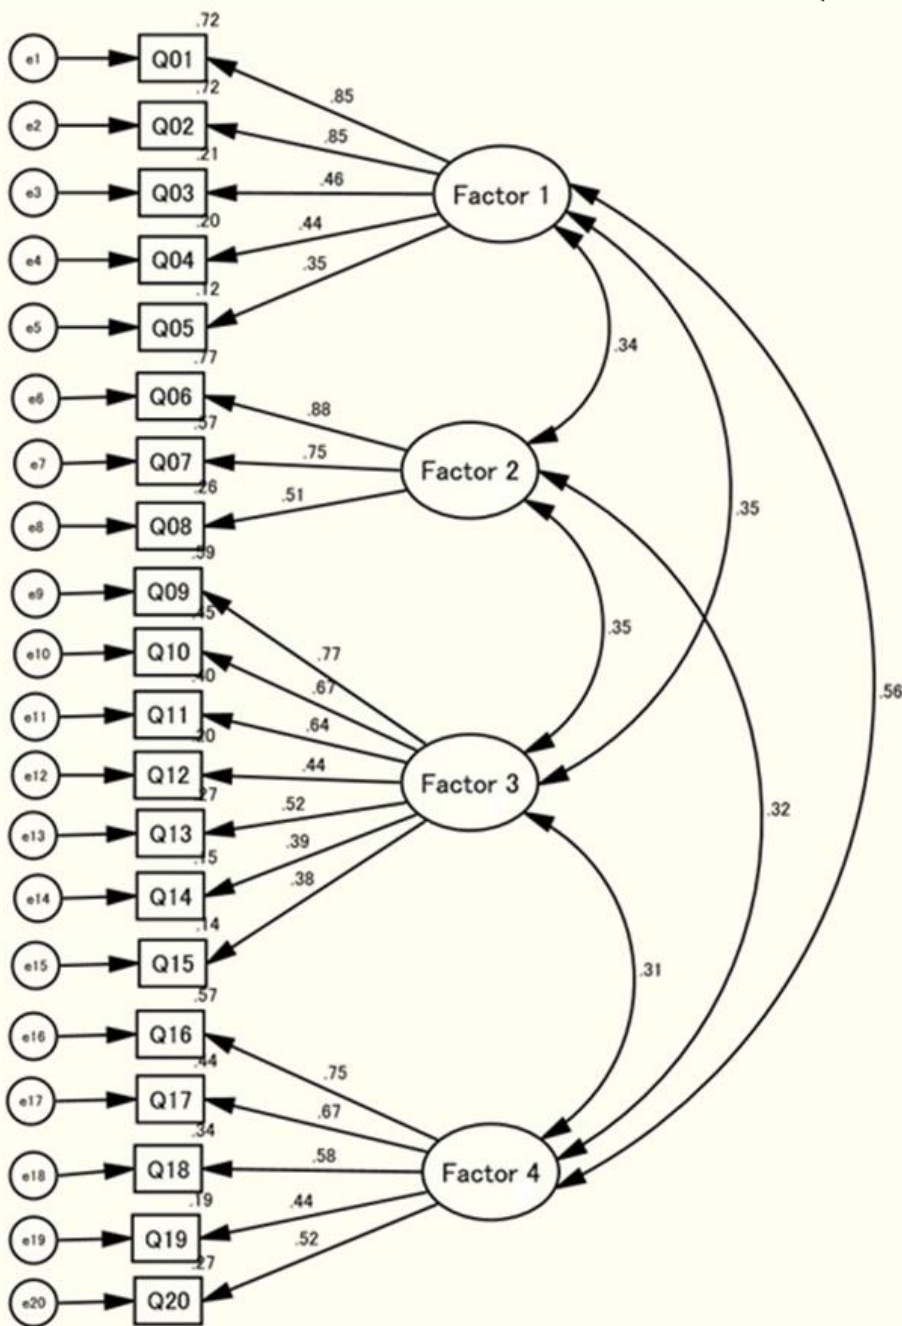 .72
e1 Q01
.85
.72
e2 Q02
.85
.21
e3 Q03
.46
.20
e4 Q04
.44
.12
e5 Q05
.35
Factor 1
.34
.77
e6 Q06
.88
.57
e7 Q07
.75
.26
e8 Q08
.51
Factor 2
.35
.35
.59
e9 Q09
.77
.45
e10 Q10
.67
.40
e11 Q11
.64
.20
e12 Q12
.44
.27
e13 Q13
.52
.15
e14 Q14
.39
.14
e15 Q15
.38
Factor 3
.56
.32
.31
.57
e16 Q16
.75
.44
e17 Q17
.67
.34
e18 Q18
.58
.19
e19 Q19
.44
.27
e20 Q20
.52
Factor 4